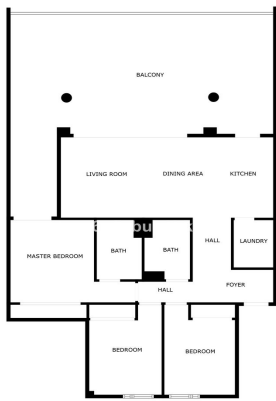 BALCONY
LIVING ROOM
DINING AREA
KITCHEN
HALL
LAUNDRY
MASTER BEDROOM
BATH
BATH
HALL
FOYER
BEDROOM
BEDROOM